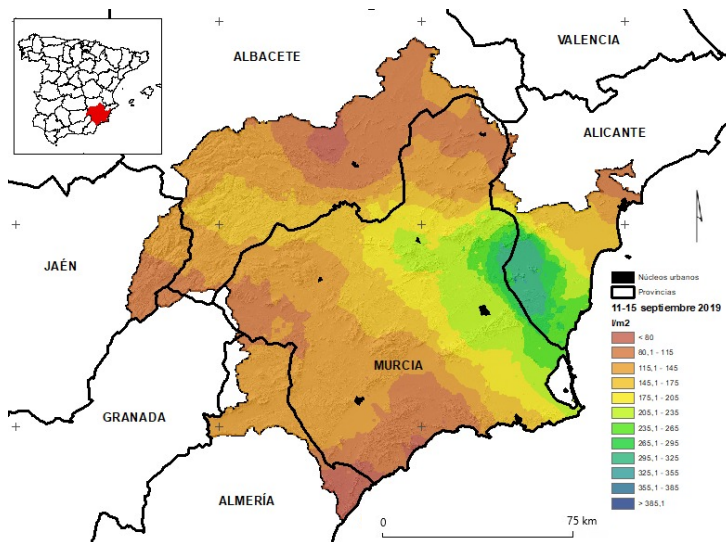 ALBACETE
VALENCIA
ALICANTE
JAÉN
MURCIA
GRANADA
ALMERÍA
Núcleos urbanos
Provincias
11-15 septiembre 2019
l/m2
< 80
80,1 - 115
115,1 - 145
145,1 - 175
175,1 - 205
205,1 - 235
235,1 - 265
265,1 - 295
295,1 - 325
325,1 - 355
355,1 - 385
> 385,1
0
75 km